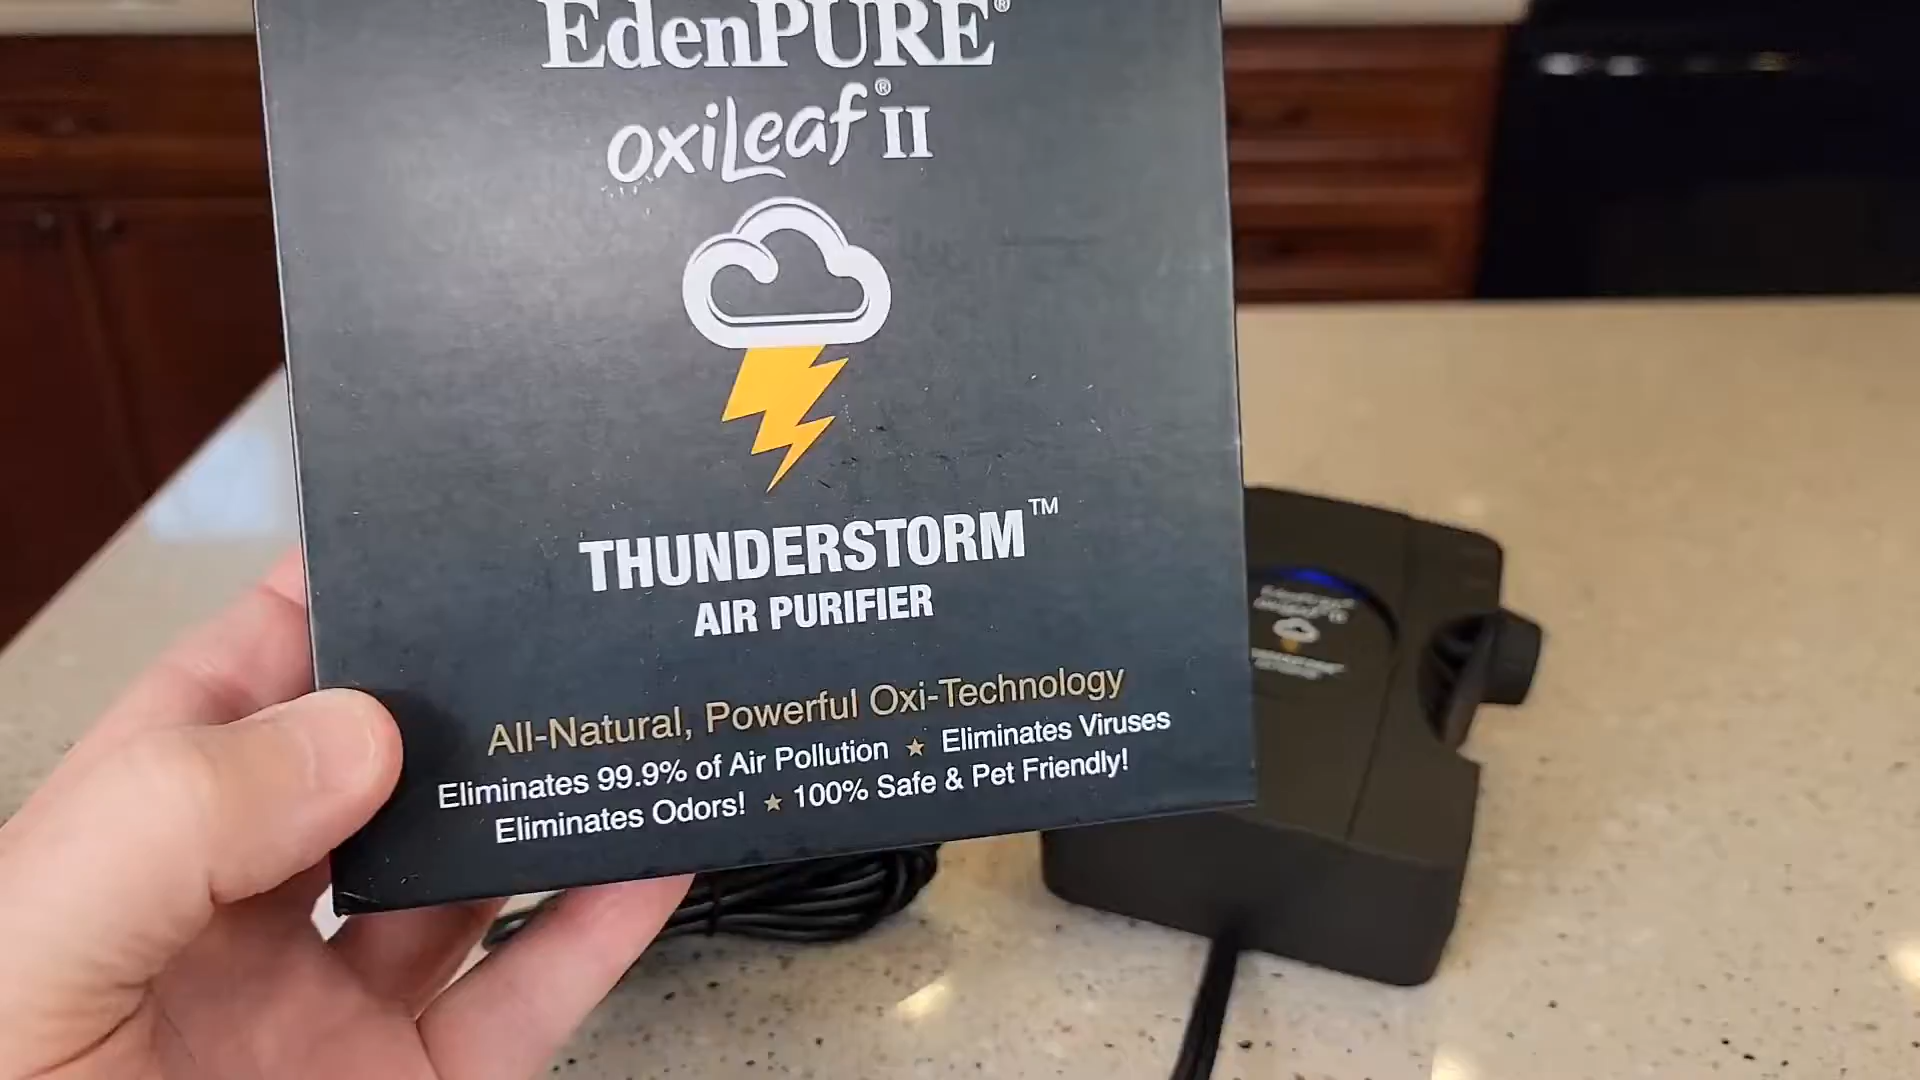 EdenPURE®
oxiLeaf® II
THUNDERSTORM™
AIR PURIFIER
All-Natural, Powerful Oxi-Technology
Eliminates 99.9% of Air Pollution ★ Eliminates Viruses
Eliminates Odors! ★ 100% Safe & Pet Friendly!